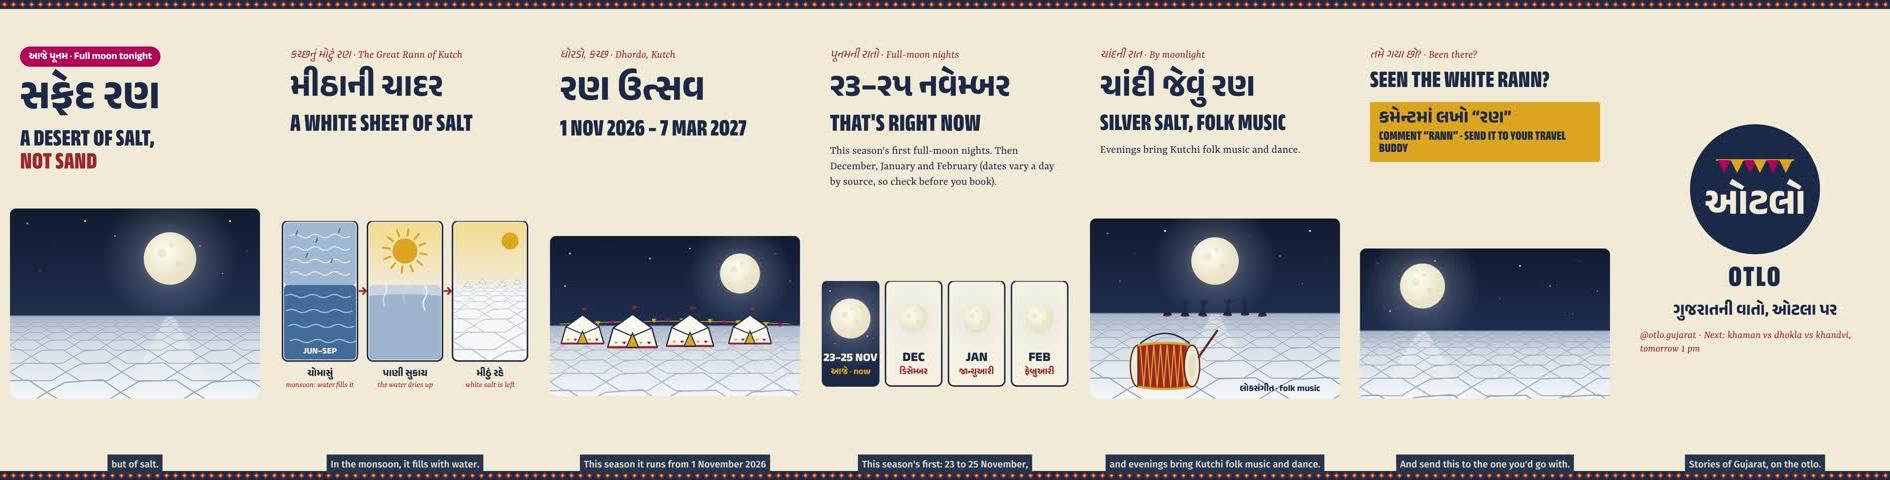 આજે પૂનમ · Full moon tonight
સફેદ રણ
A DESERT OF SALT,
NOT SAND
but of salt.
કચ્છનું મોટું રણ · The Great Rann of Kutch
મીઠાની ચાદર
A WHITE SHEET OF SALT
JUN–SEP
ચોમાસું
monsoon: water fills it
પાણી સુકાય
the water dries up
મીઠું રહે
white salt is left
In the monsoon, it fills with water.
ધોરડો, કચ્છ · Dhordo, Kutch
રણ ઉત્સવ
1 NOV 2026 – 7 MAR 2027
This season it runs from 1 November 2026
પૂનમની રાતો · Full-moon nights
૨૩–૨૫ નવેમ્બર
THAT'S RIGHT NOW
This season's first full-moon nights. Then
December, January and February (dates vary a day
by source, so check before you book).
23–25 NOV
આજે · now
DEC
ડિસેમ્બર
JAN
જાન્યુઆરી
FEB
ફેબ્રુઆરી
This season's first: 23 to 25 November,
ચાંદની રાત · By moonlight
ચાંદી જેવું રણ
SILVER SALT, FOLK MUSIC
Evenings bring Kutchi folk music and dance.
લોકસંગીત · folk music
and evenings bring Kutchi folk music and dance.
તમે ગયા છો? · Been there?
SEEN THE WHITE RANN?
કમેન્ટમાં લખો “રણ”
COMMENT “RANN” · SEND IT TO YOUR TRAVEL
BUDDY
And send this to the one you'd go with.
ઓટલો
OTLO
ગુજરાતની વાતો, ઓટલા પર
@otlo.gujarat · Next: khaman vs dhokla vs khandvi,
tomorrow 1 pm
Stories of Gujarat, on the otlo.